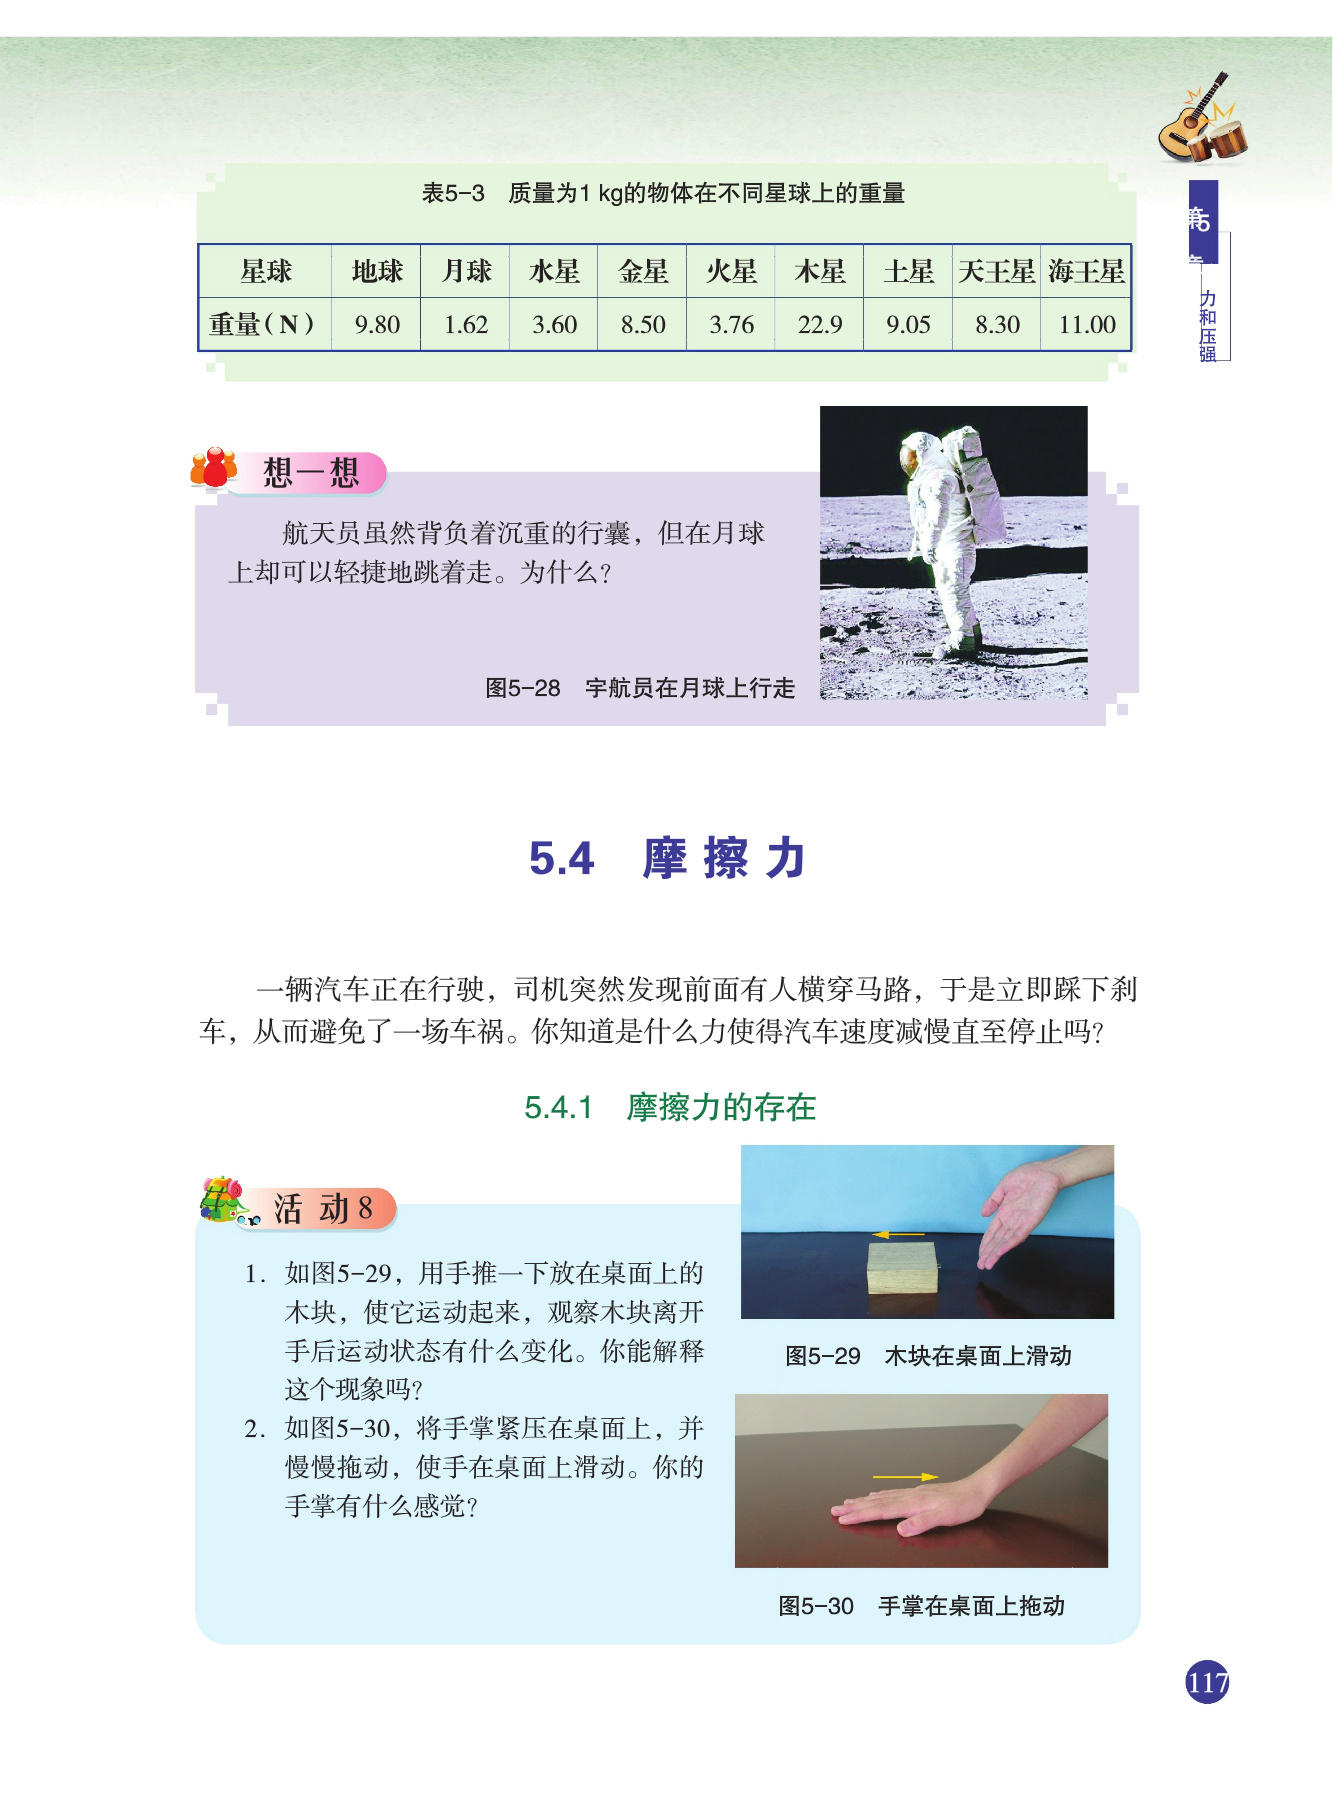 表5-3　质量为1 kg的物体在不同星球上的重量
星球 地球 月球 水星 金星 火星 木星 土星 天王星 海王星
重量（N） 9.80 1.62 3.60 8.50 3.76 22.9 9.05 8.30 11.00
第5章
力和压强
想一想
航天员虽然背负着沉重的行囊，但在月球
上却可以轻捷地跳着走。为什么？
图5-28　宇航员在月球上行走
5.4　摩擦力
一辆汽车正在行驶，司机突然发现前面有人横穿马路，于是立即踩下刹
车，从而避免了一场车祸。你知道是什么力使得汽车速度减慢直至停止吗？
5.4.1　摩擦力的存在
活动8
1. 如图5-29，用手推一下放在桌面上的
木块，使它运动起来，观察木块离开
手后运动状态有什么变化。你能解释
这个现象吗？
2. 如图5-30，将手掌紧压在桌面上，并
慢慢拖动，使手在桌面上滑动。你的
手掌有什么感觉？
图5-29　木块在桌面上滑动
图5-30　手掌在桌面上拖动
117